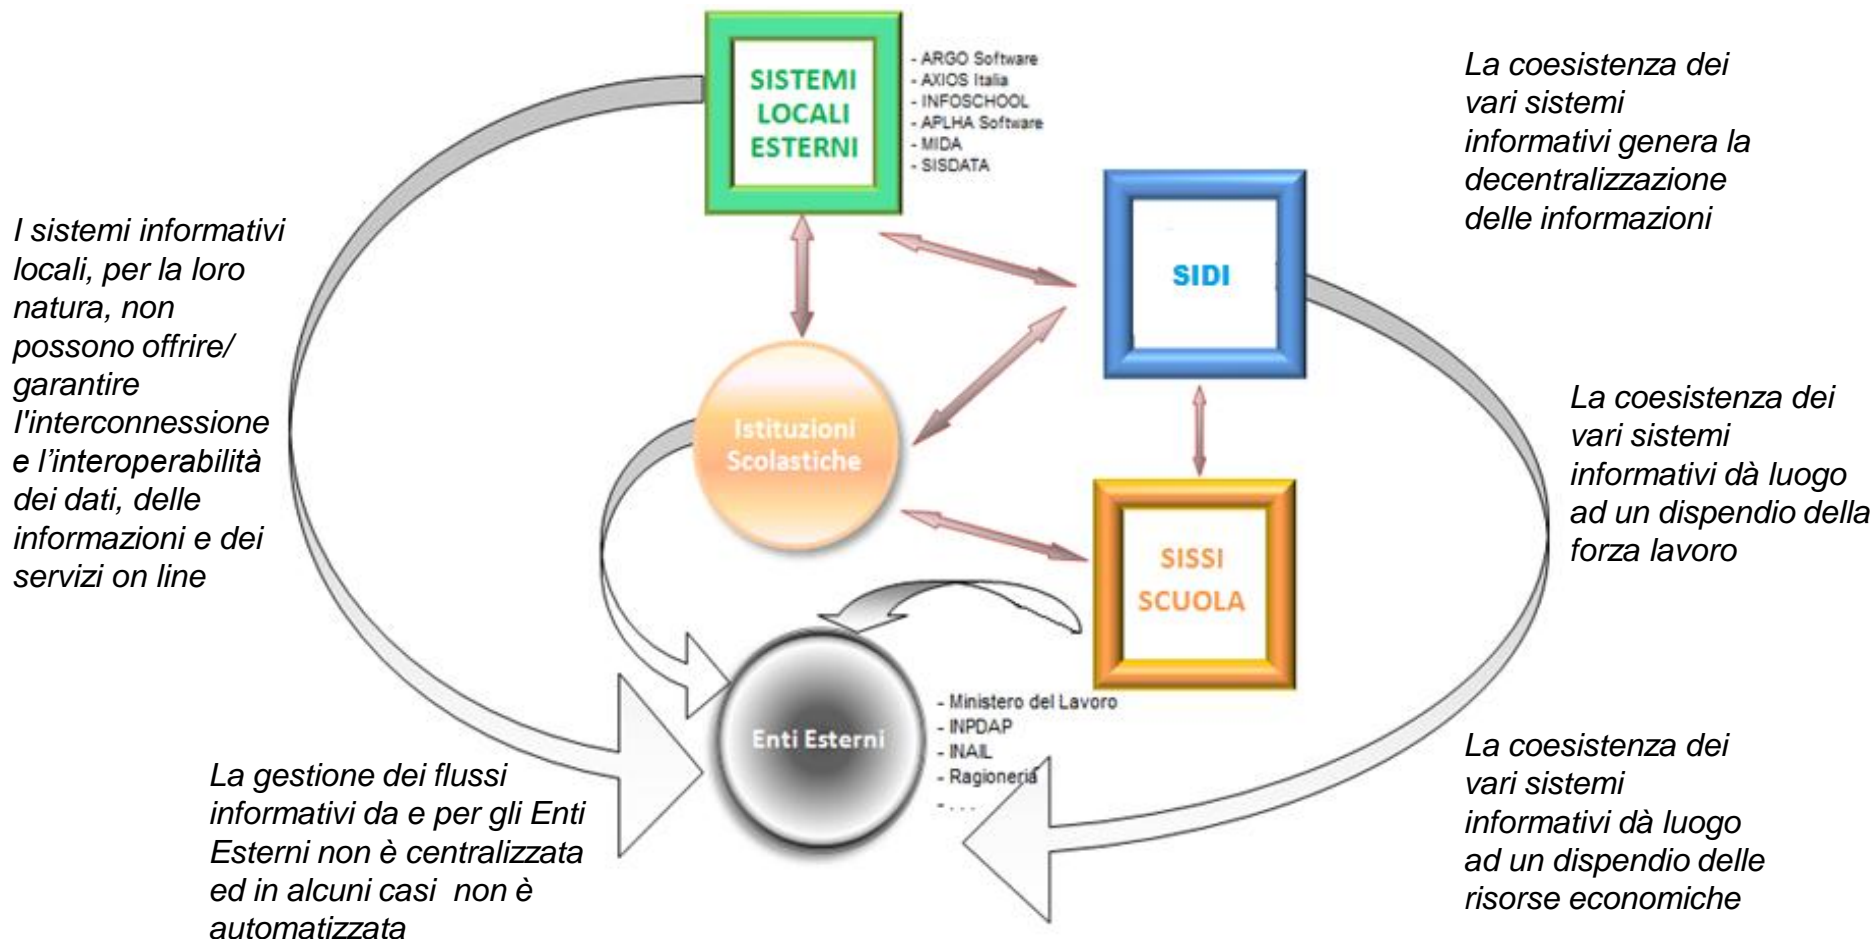 SISTEMI
LOCALI
ESTERNI
- ARGO Software
- AXIOS Italia
- INFOSCHOOL
- APLHA Software
- MIDA
- SISDATA
La coesistenza dei
vari sistemi
informativi genera la
decentralizzazione
delle informazioni
I sistemi informativi
locali, per la loro
natura, non
possono offrire/
garantire
l'interconnessione
e l’interoperabilità
dei dati, delle
informazioni e dei
servizi on line
SIDI
Istituzioni
Scolastiche
La coesistenza dei
vari sistemi
informativi dà luogo
ad un dispendio della
forza lavoro
SISSI
SCUOLA
Enti Esterni
- Ministero del Lavoro
- INPDAP
- INAIL
- Ragioneria
- . . .
La gestione dei flussi
informativi da e per gli Enti
Esterni non è centralizzata
ed in alcuni casi  non è
automatizzata
La coesistenza dei
vari sistemi
informativi dà luogo
ad un dispendio delle
risorse economiche